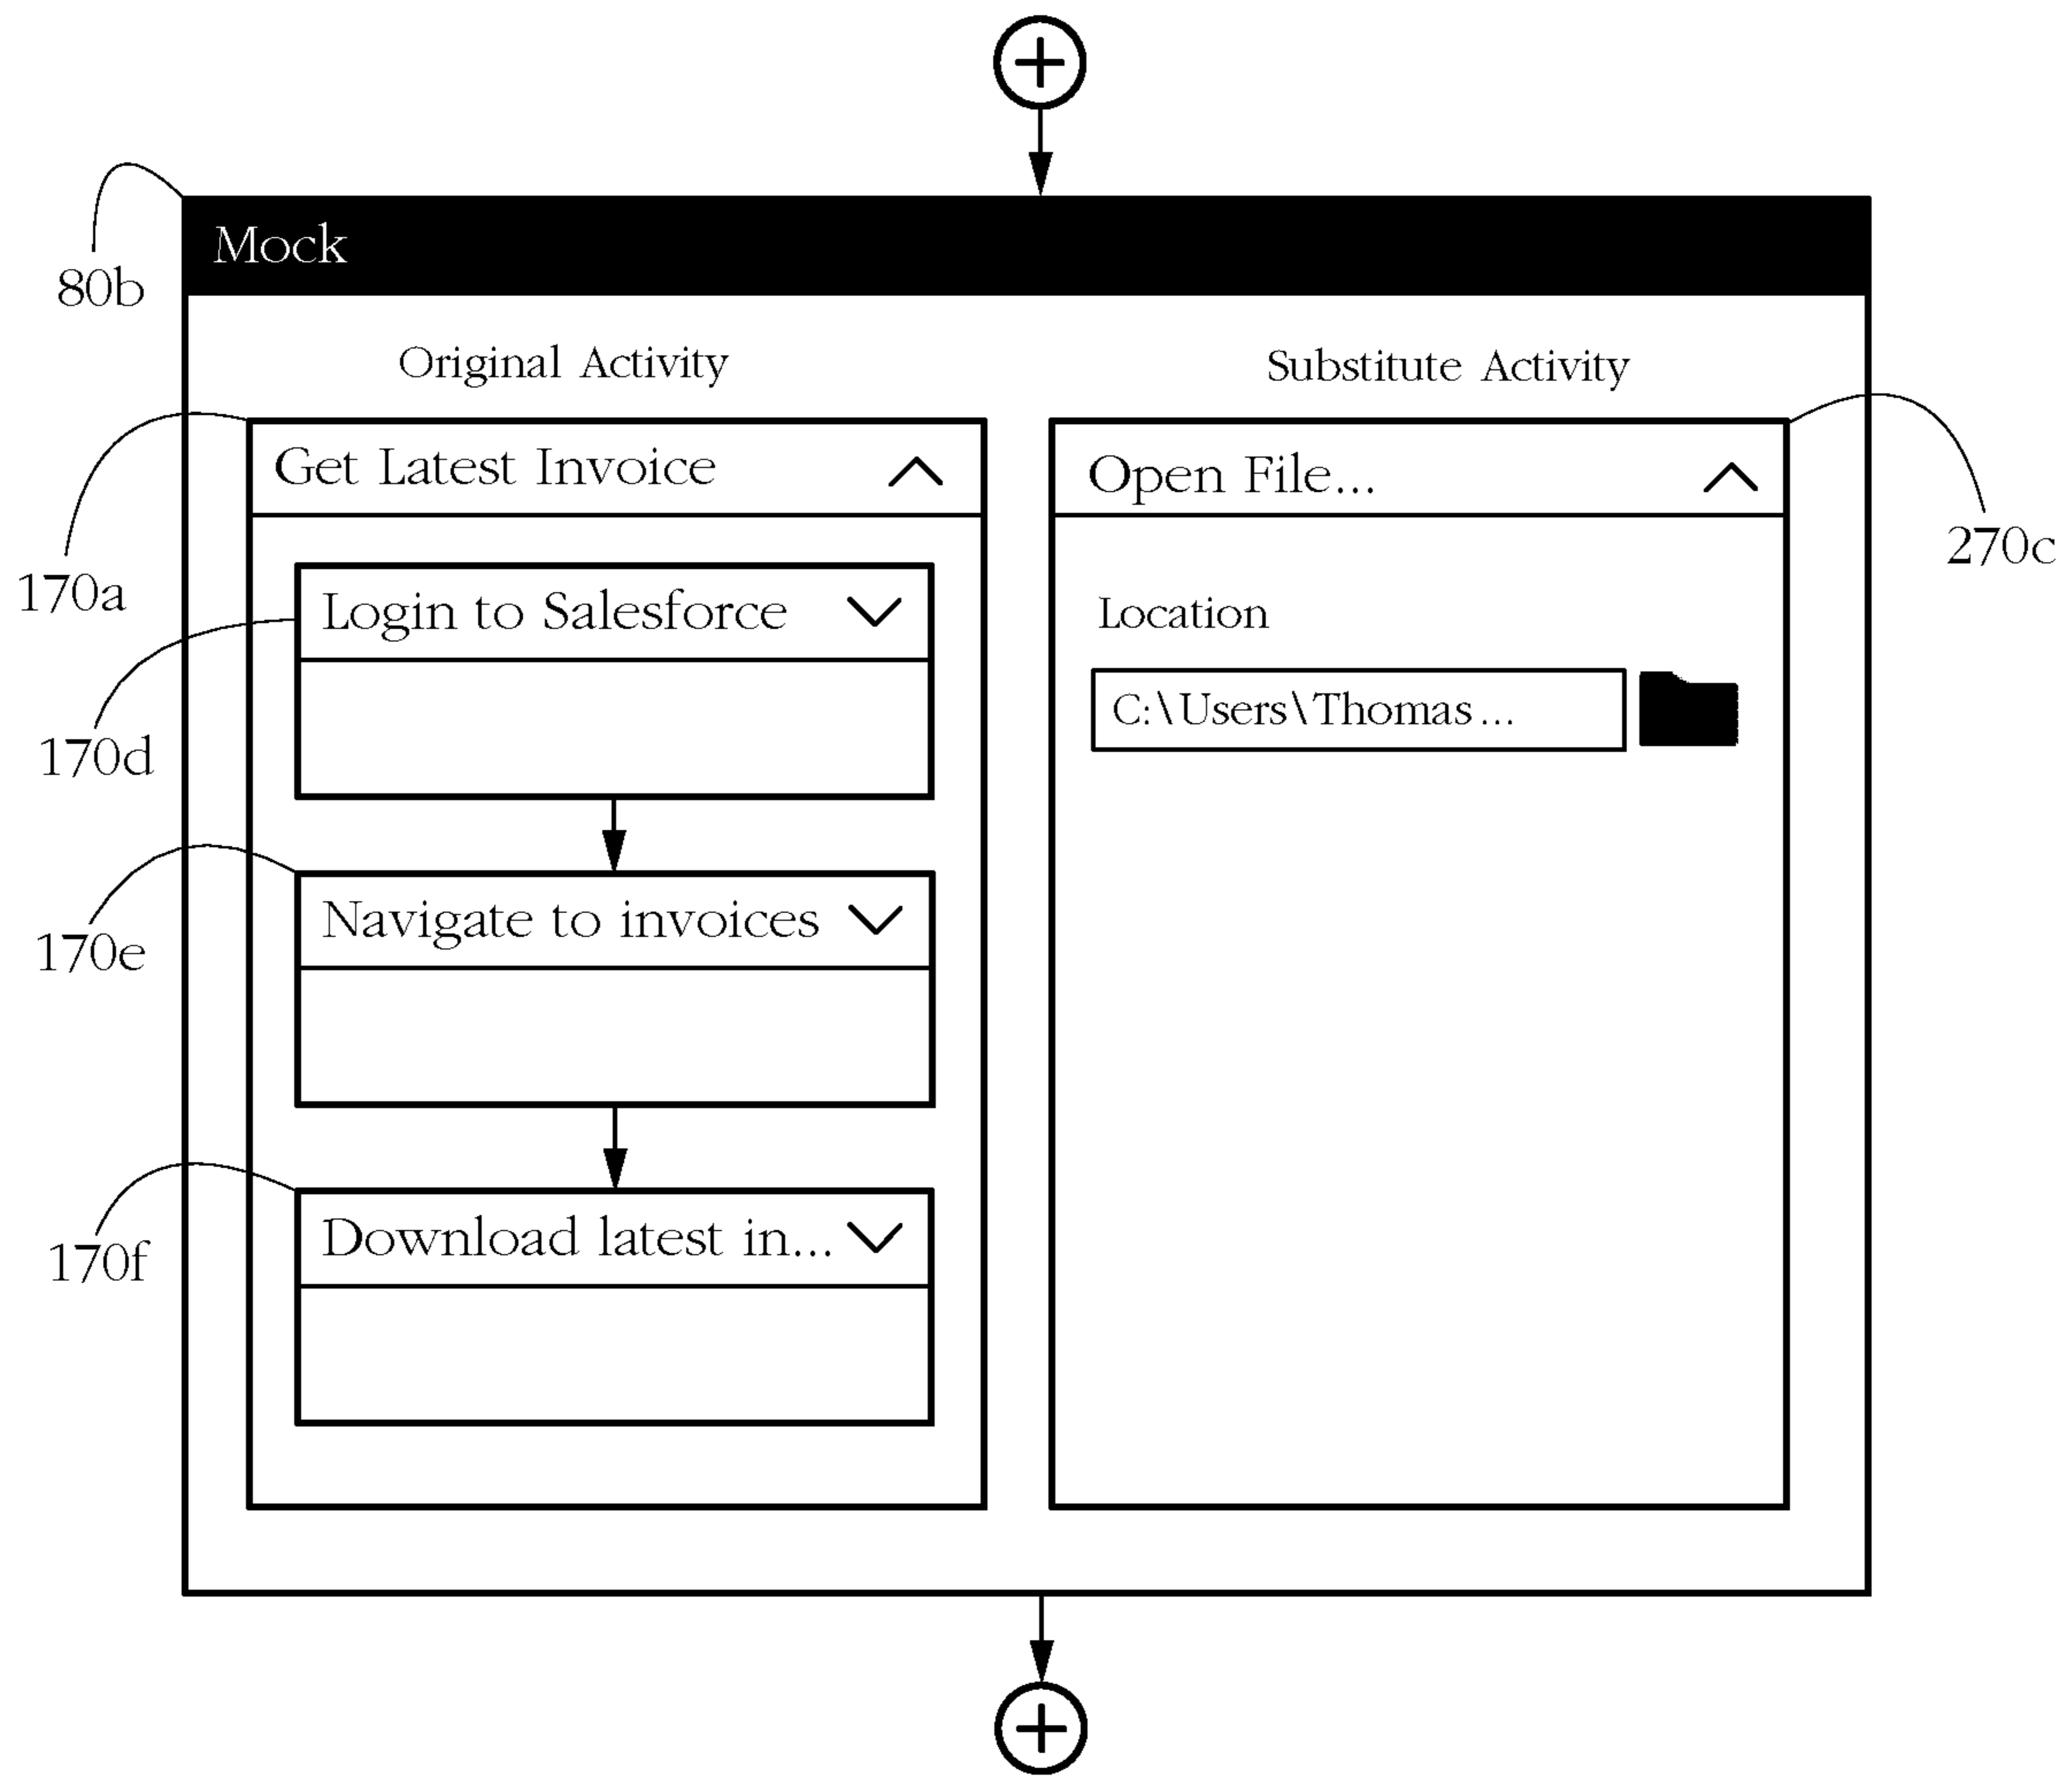 Mock
80b
Original Activity
Substitute Activity
Get Latest Invoice
Open File...
270c
170a
Login to Salesforce
Location
C:\Users\Thomas...
170d
Navigate to invoices
170e
Download latest in...
170f